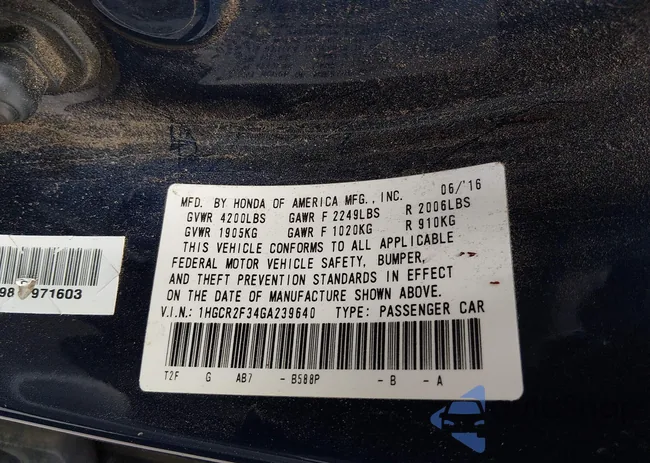 MFD. BY HONDA OF AMERICA MFG., INC. 06/'16
GVWR 4200LBS GAWR F 2249LBS R 2006LBS
GVWR 1905KG GAWR F 1020KG R 910KG
THIS VEHICLE CONFORMS TO ALL APPLICABLE
FEDERAL MOTOR VEHICLE SAFETY, BUMPER,
AND THEFT PREVENTION STANDARDS IN EFFECT
ON THE DATE OF MANUFACTURE SHOWN ABOVE.
V.I.N.: 1HGCR2F34GA239640 TYPE: PASSENGER CAR
T2F G AB7 - B588P - B - A
971603